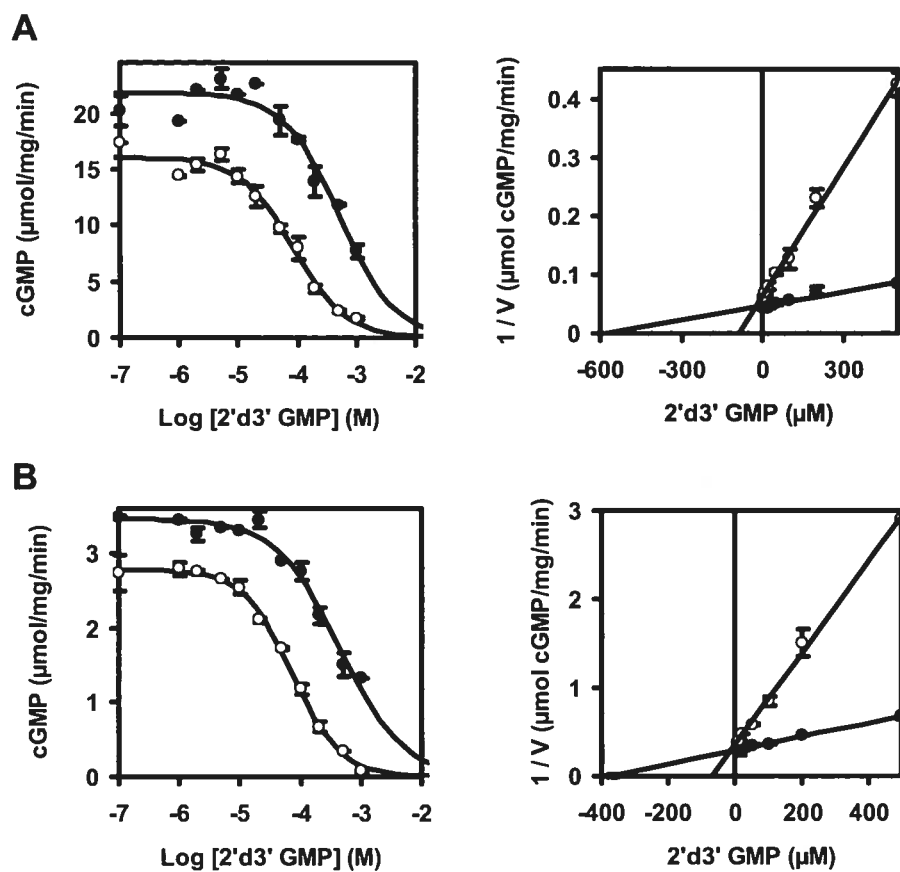 A
cGMP (µmol/mg/min)
20
15
10
5
0
-7 -6 -5 -4 -3 -2
Log [2'd3' GMP] (M)
1 / V (µmol cGMP/mg/min)
0.4
0.3
0.2
0.1
0
-600 -300 0 300
2'd3' GMP (µM)
B
cGMP (µmol/mg/min)
3
2
1
0
-7 -6 -5 -4 -3 -2
Log [2'd3' GMP] (M)
1 / V (µmol cGMP/mg/min)
3
2
1
0
-400 -200 0 200 400
2'd3' GMP (µM)